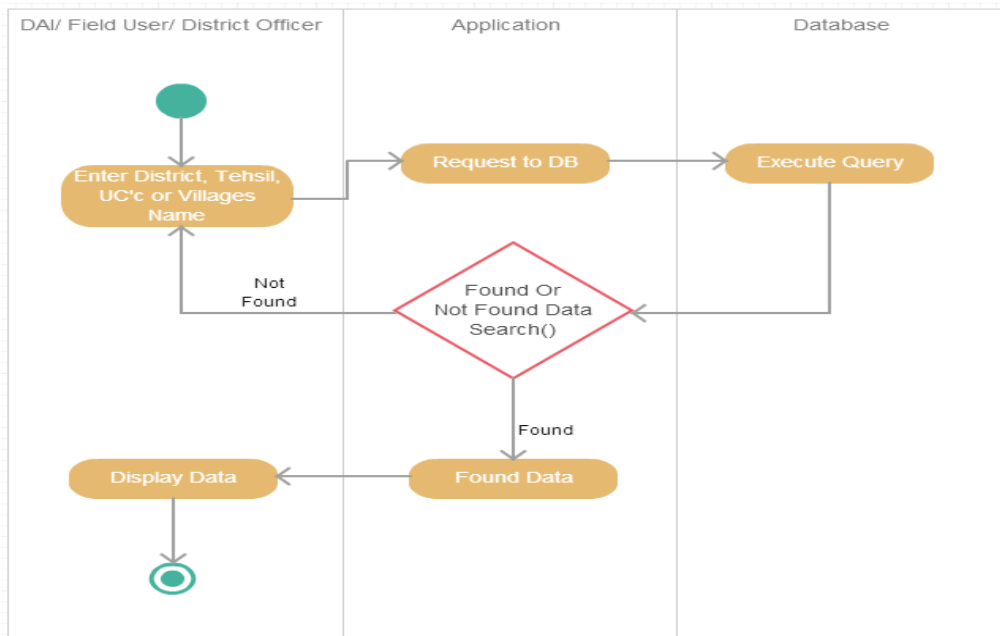 DAI/ Field User/ District Officer
Application
Database
Enter District, Tehsil,
UC'c or Villages
Name
Request to DB
Execute Query
Not
Found
Found Or
Not Found Data
Search()
Found
Display Data
Found Data